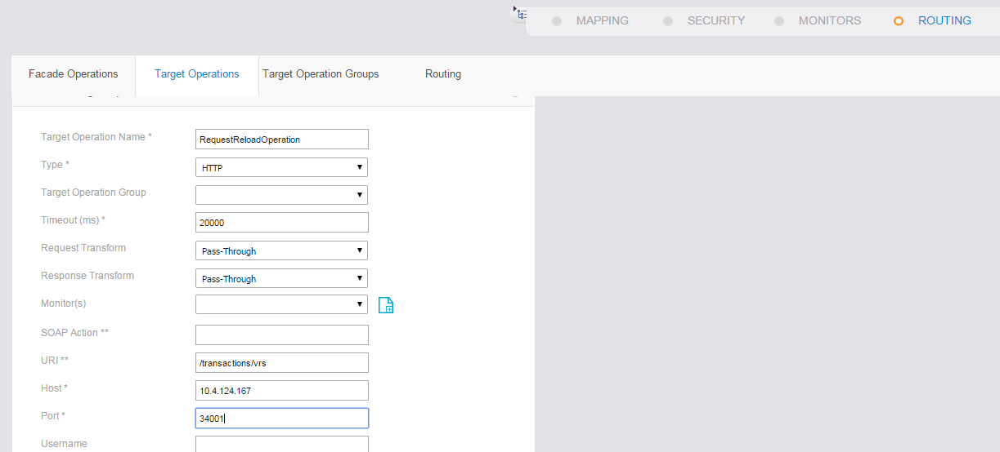 MAPPING SECURITY MONITORS ROUTING
Facade Operations Target Operations Target Operation Groups Routing
Target Operation Name * RequestReloadOperation
Type * HTTP
Target Operation Group
Timeout (ms) * 20000
Request Transform Pass-Through
Response Transform Pass-Through
Monitor(s)
SOAP Action **
URI ** /transactions/vrs
Host * 10.4.124.167
Port * 34001
Username